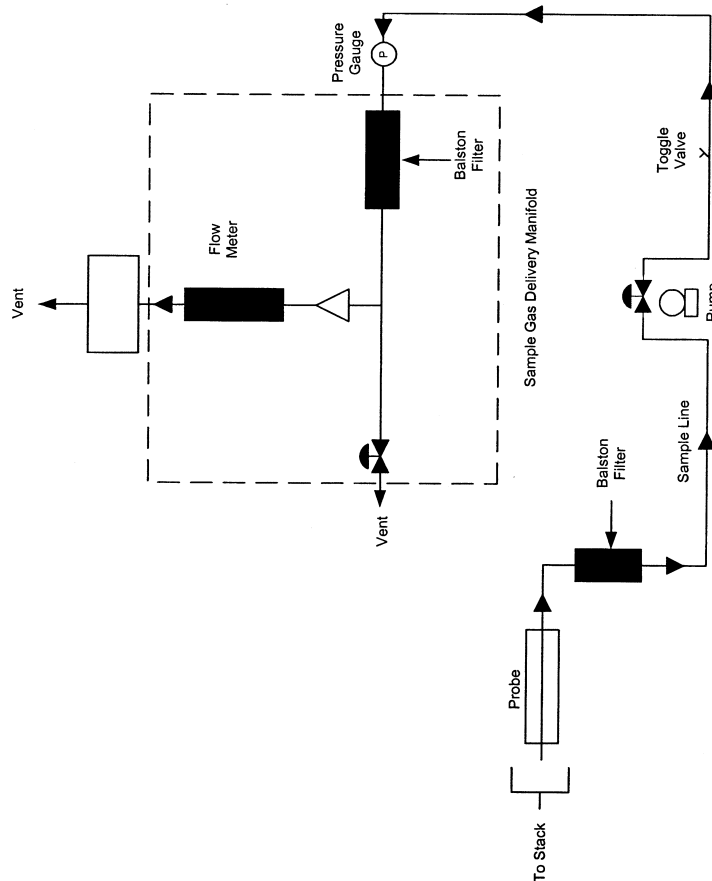 Vent
Flow
Meter
Pressure
Gauge
P
Balston
Filter
Vent
Sample Gas Delivery Manifold
Toggle
Valve
Pump
Sample Line
Balston
Filter
Probe
To Stack